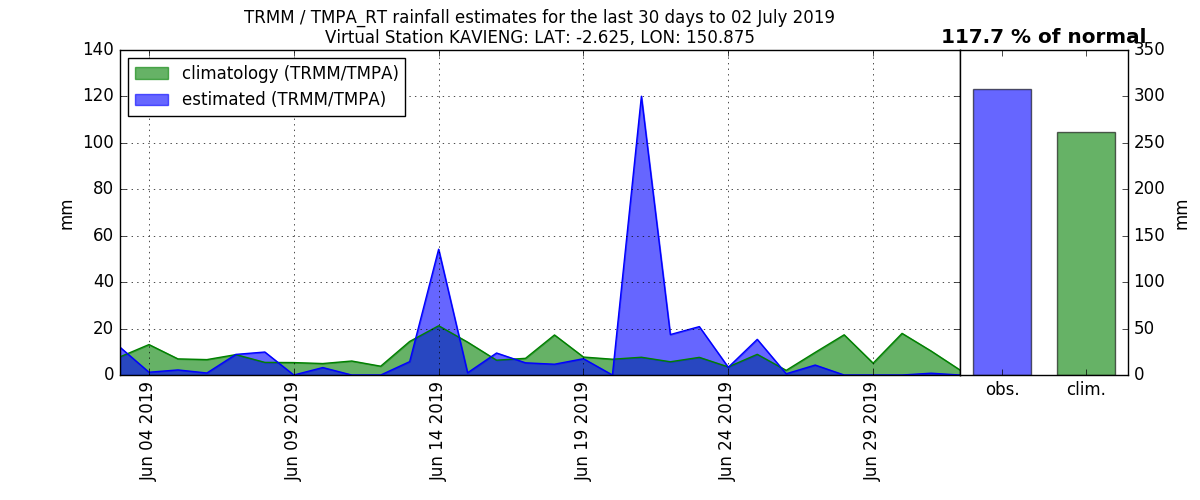 TRMM / TMPA_RT rainfall estimates for the last 30 days to 02 July 2019
Virtual Station KAVIENG: LAT: -2.625, LON: 150.875
117.7 % of normal
climatology (TRMM/TMPA)
estimated (TRMM/TMPA)
mm
140
120
100
80
60
40
20
0
Jun 04 2019
Jun 09 2019
Jun 14 2019
Jun 19 2019
Jun 24 2019
Jun 29 2019
350
300
250
200
150
100
50
0
mm
obs.
clim.